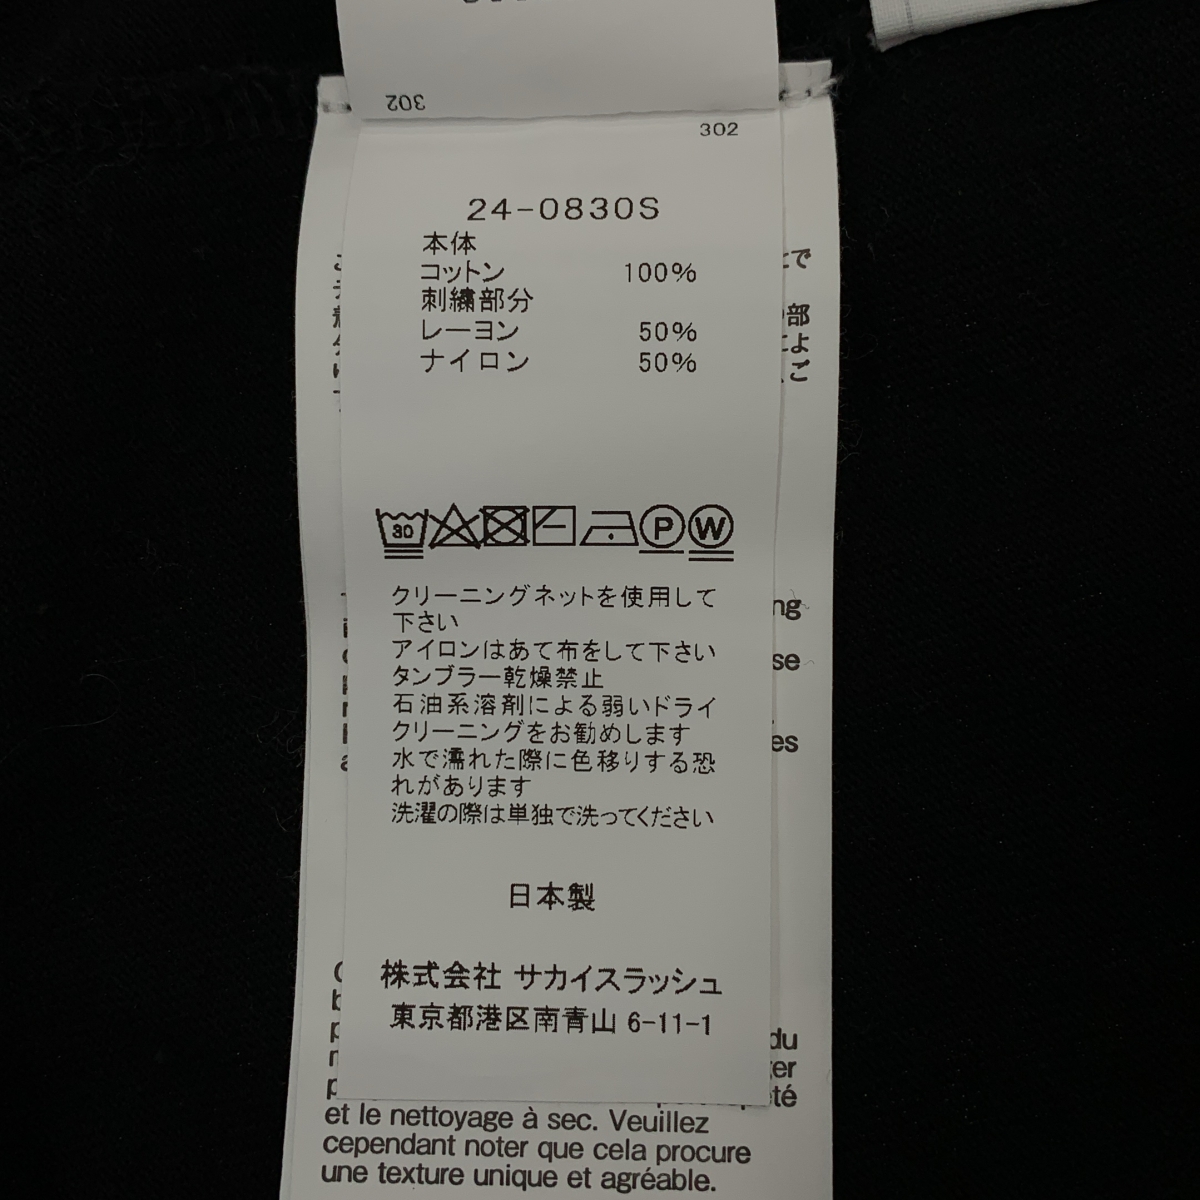 302
302
24-0830S
本体
コットン 100%
刺繍部分
レーヨン 50%
ナイロン 50%
30 P W
クリーニングネットを使用して
下さい
アイロンはあて布をして下さい
タンブラー乾燥禁止
石油系溶剤による弱いドライ
クリーニングをお勧めします
水で濡れた際に色移りする恐
れがあります
洗濯の際は単独で洗ってください
日本製
株式会社 サカイスラッシュ
東京都港区南青山 6-11-1
du
et le nettoyage à sec. Veuillez
cependant noter que cela procure
une texture unique et agréable.